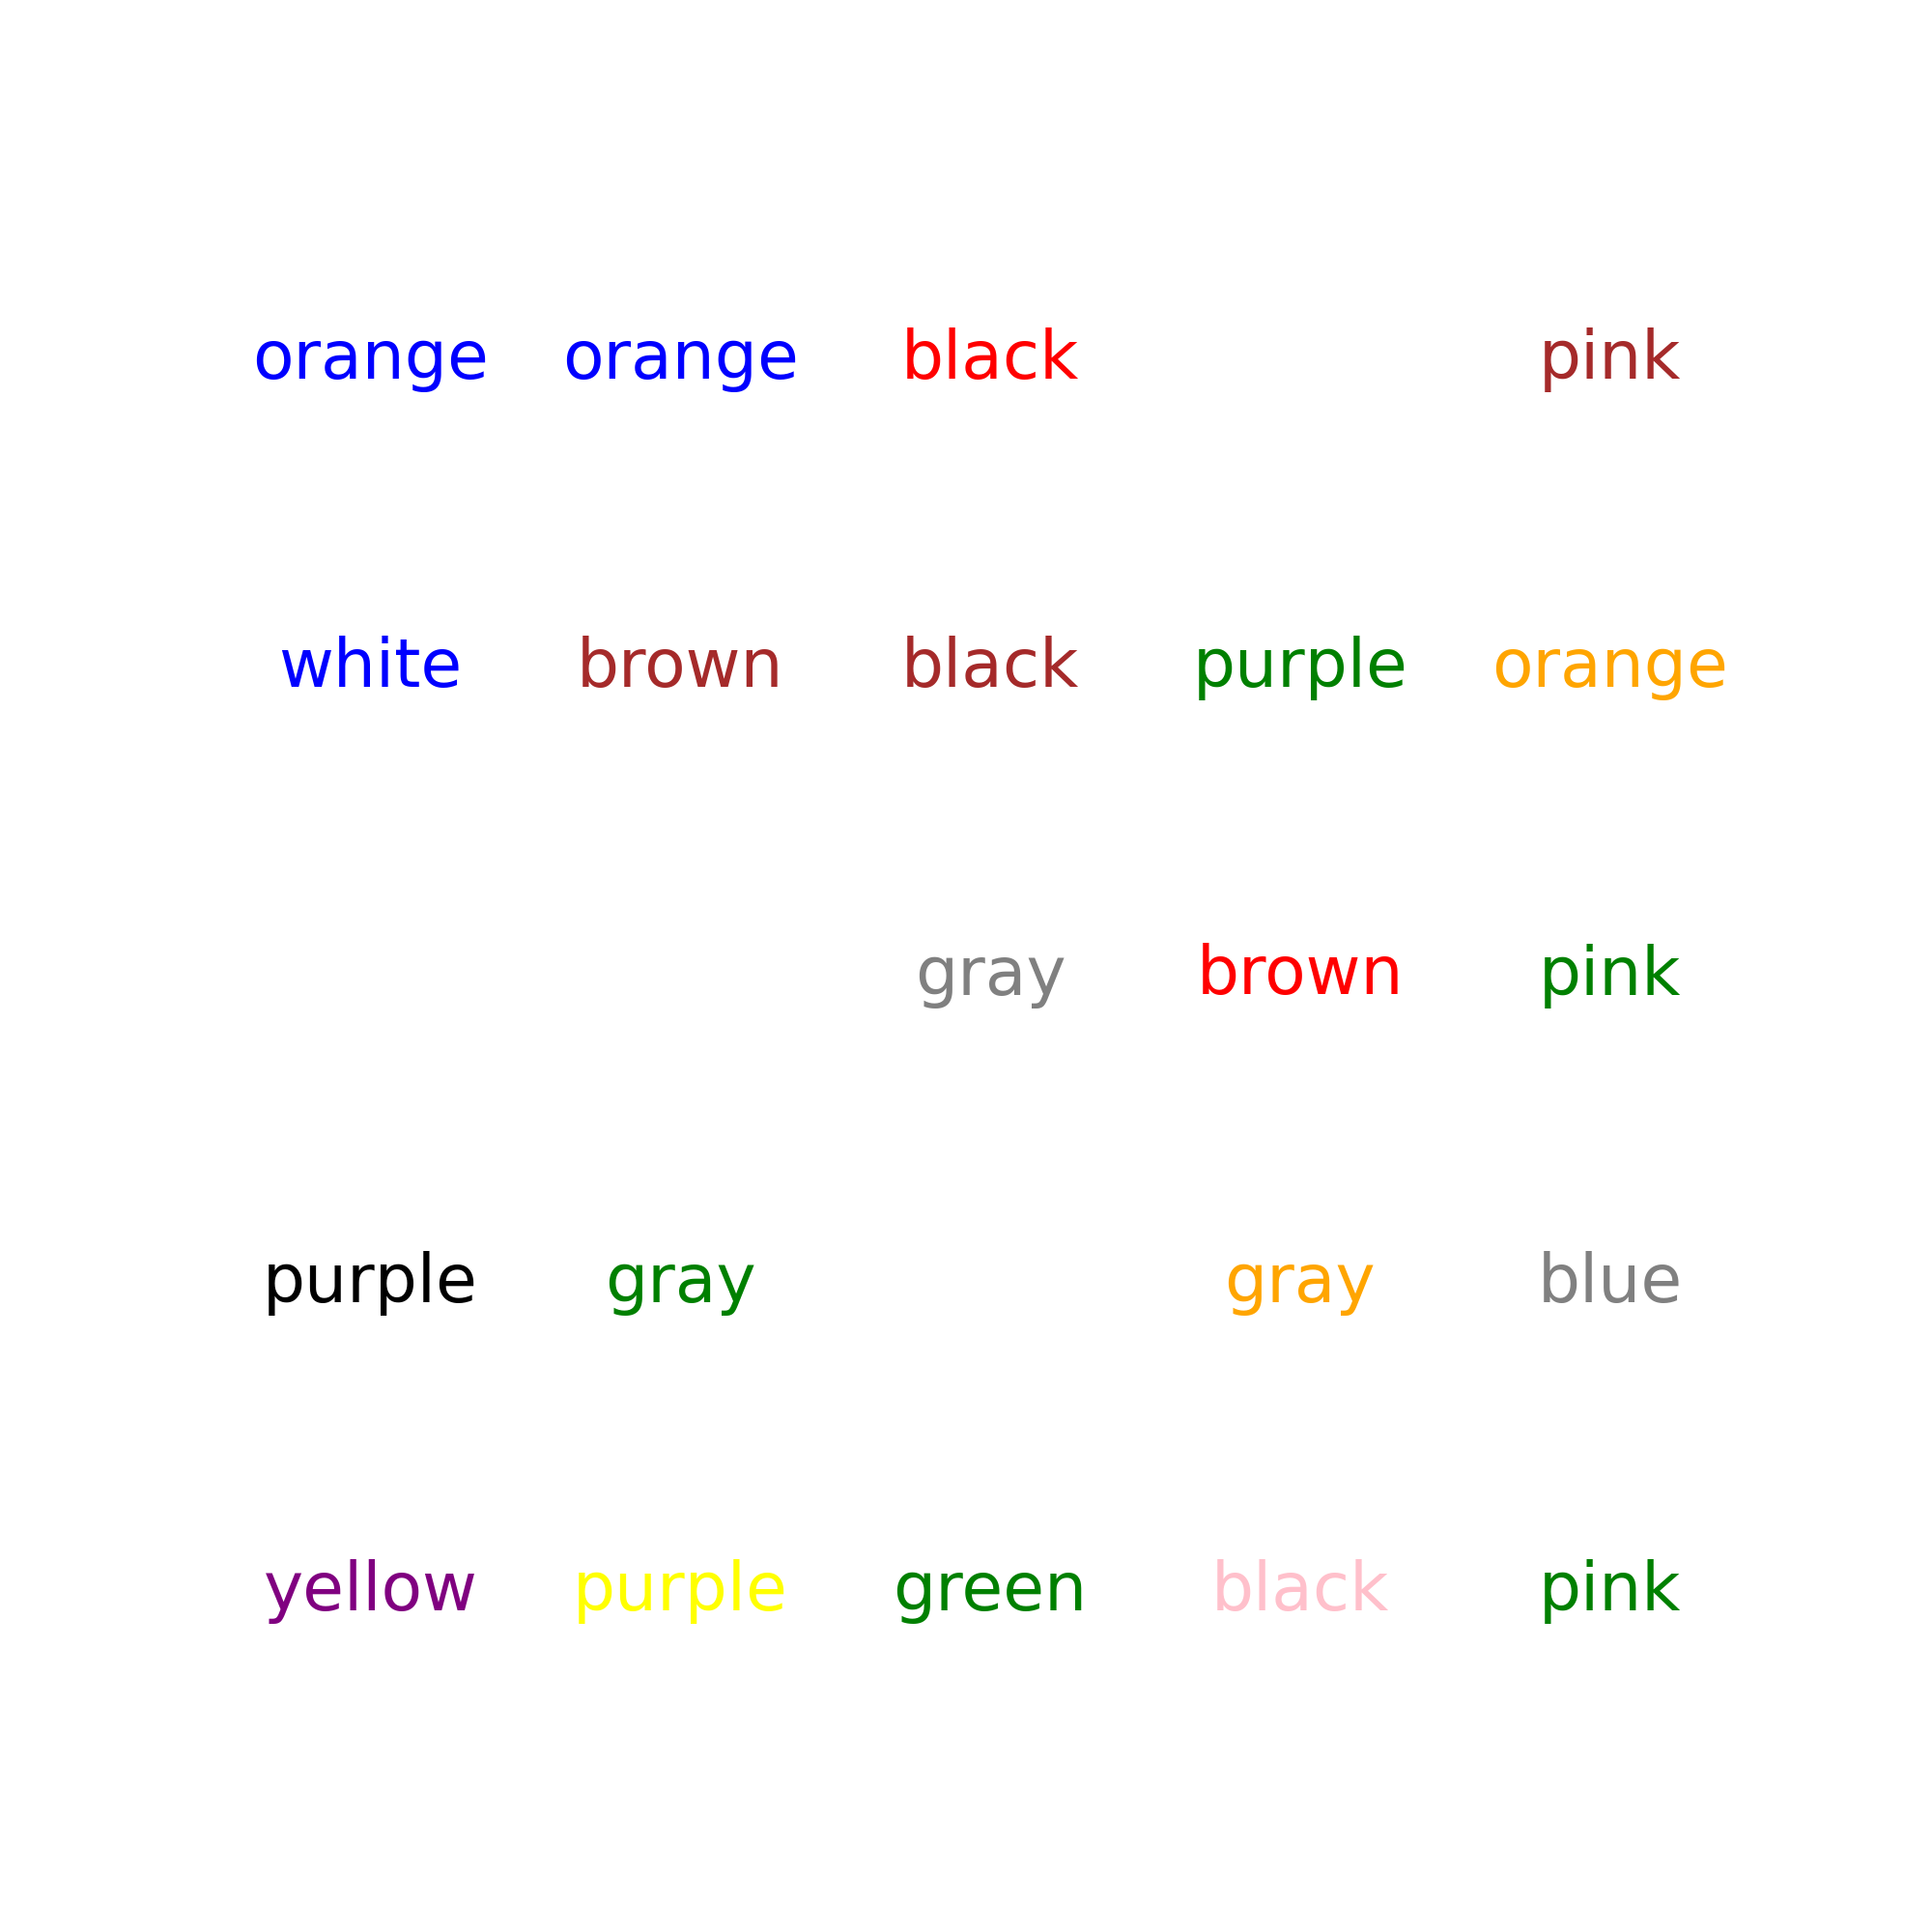 orange orange black pink
white brown black purple orange
gray brown pink
purple gray gray blue
yellow purple green black pink